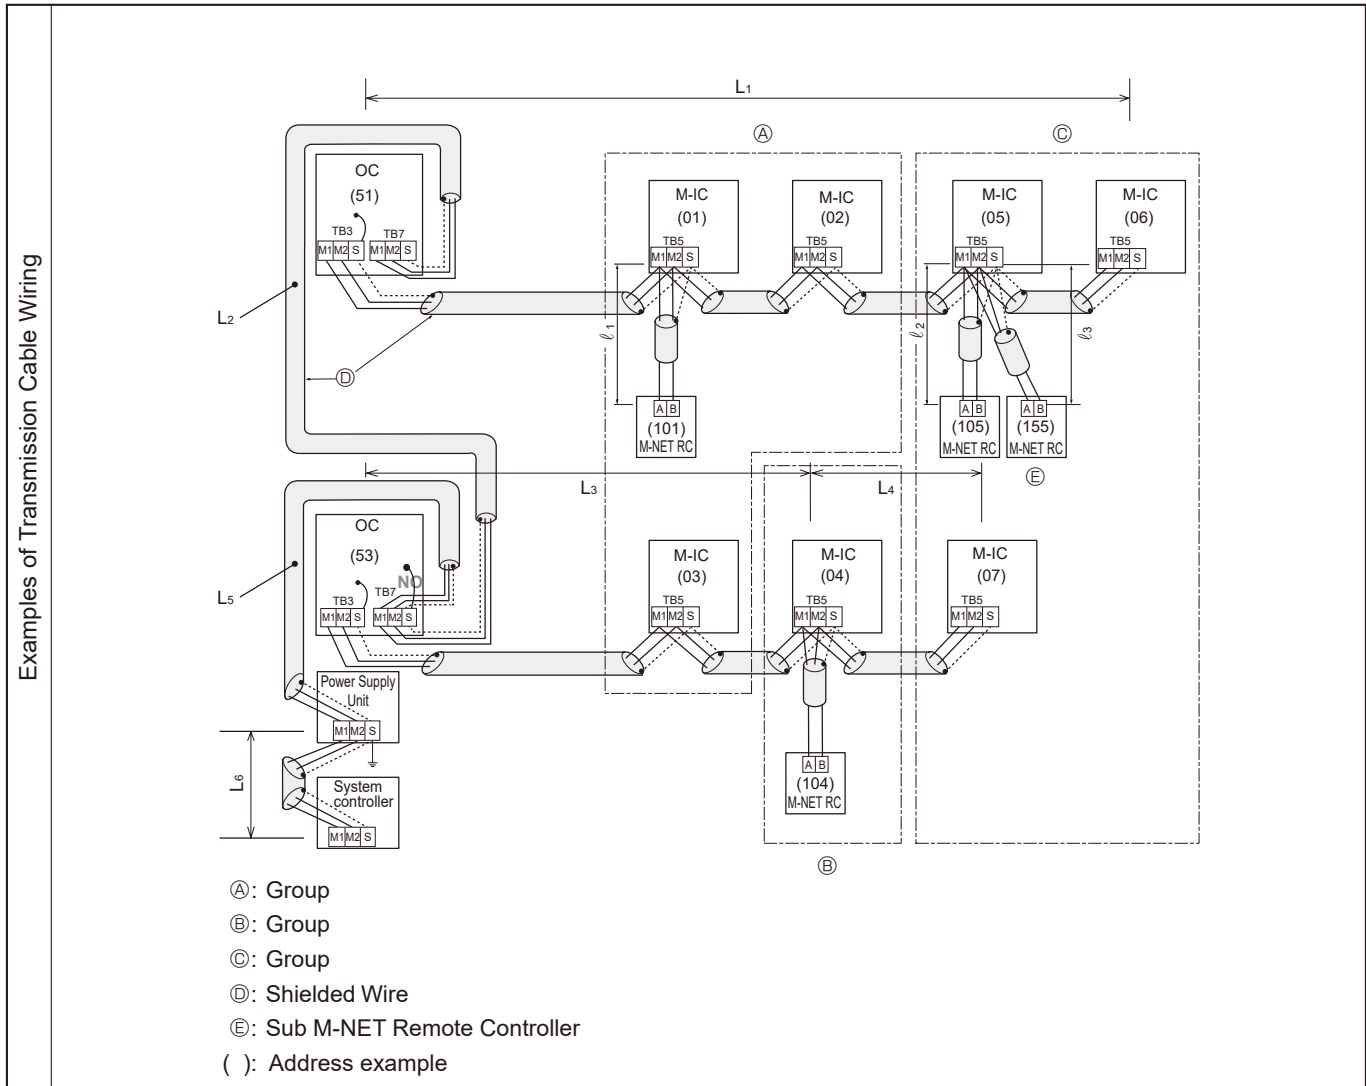 Examples of Transmission Cable Wiring
L1
Ⓐ
Ⓒ
OC
(51)
TB3
TB7
M1 M2 S
M1 M2 S
M-IC
(01)
TB5
M1 M2 S
M-IC
(02)
TB5
M1 M2 S
M-IC
(05)
TB5
M1 M2 S
M-IC
(06)
TB5
M1 M2 S
L2
ℓ1
ℓ2
ℓ3
Ⓓ
A B
(101)
M-NET RC
A B
(105)
M-NET RC
A B
(155)
M-NET RC
Ⓔ
L3
L4
OC
(53)
NO
TB3
TB7
M1 M2 S
M1 M2 S
M-IC
(03)
TB5
M1 M2 S
M-IC
(04)
TB5
M1 M2 S
M-IC
(07)
TB5
M1 M2 S
L5
Power Supply
Unit
M1 M2 S
L6
System
controller
M1 M2 S
A B
(104)
M-NET RC
Ⓑ
Ⓐ: Group
Ⓑ: Group
Ⓒ: Group
Ⓓ: Shielded Wire
Ⓔ: Sub M-NET Remote Controller
( ): Address example